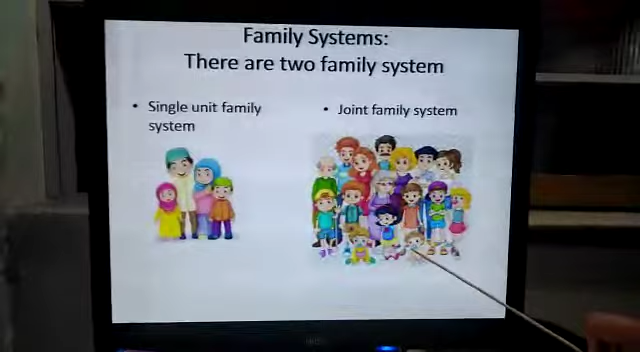 Family Systems:
There are two family system
• Single unit family
system
• Joint family system